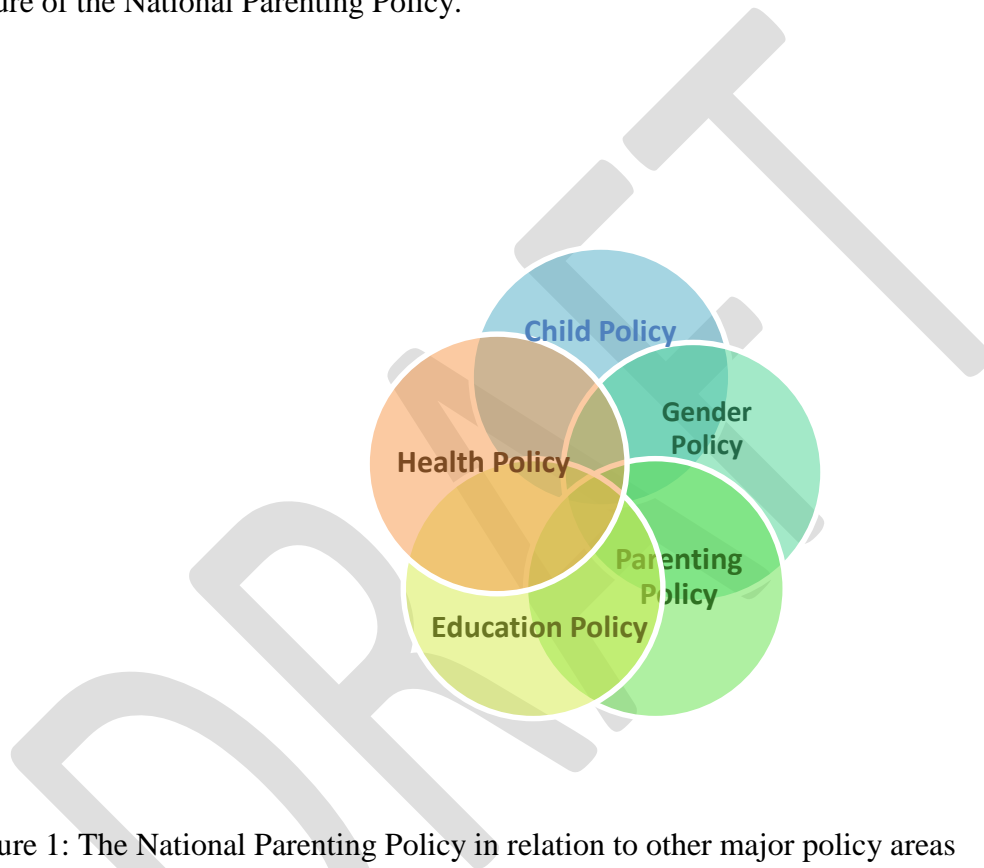 ure of the National Parenting Policy.
Child Policy
Gender
Policy
Health Policy
Parenting
Policy
Education Policy
ure 1: The National Parenting Policy in relation to other major policy areas
DRAFT